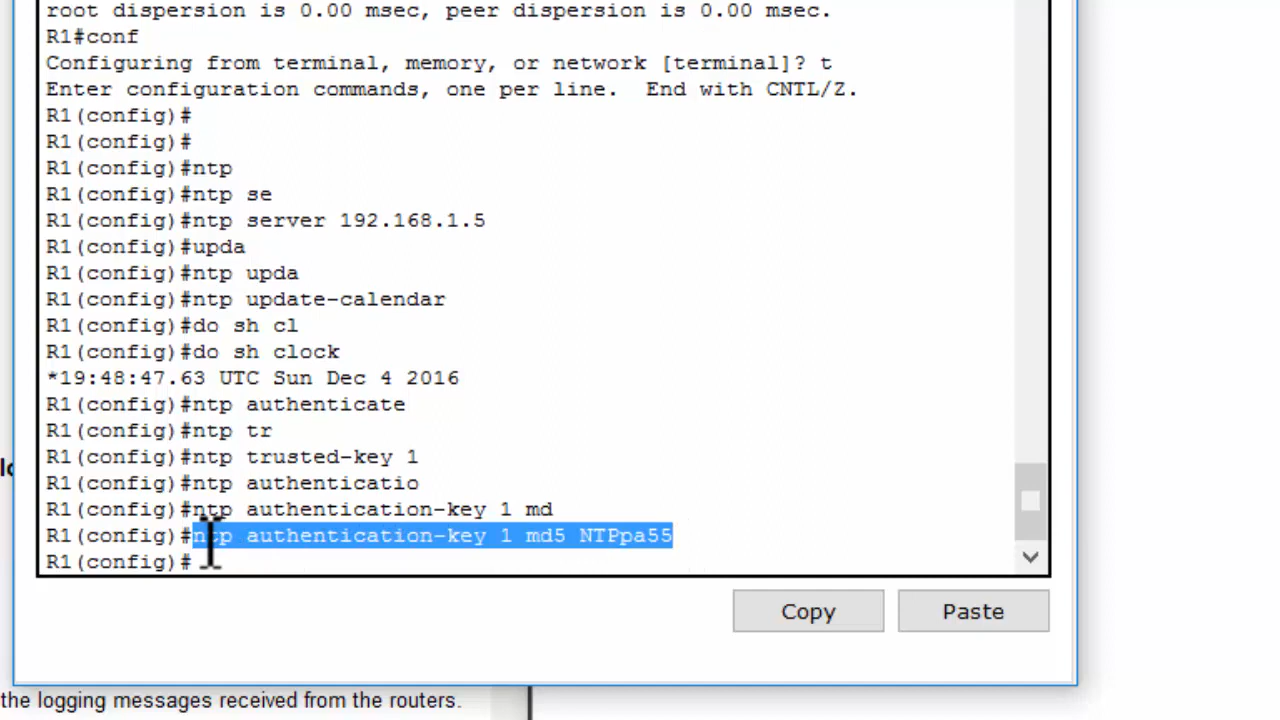 root dispersion is 0.00 msec, peer dispersion is 0.00 msec.
R1#conf
Configuring from terminal, memory, or network [terminal]? t
Enter configuration commands, one per line.  End with CNTL/Z.
R1(config)#
R1(config)#
R1(config)#ntp
R1(config)#ntp se
R1(config)#ntp server 192.168.1.5
R1(config)#upda
R1(config)#ntp upda
R1(config)#ntp update-calendar
R1(config)#do sh cl
R1(config)#do sh clock
*19:48:47.63 UTC Sun Dec 4 2016
R1(config)#ntp authenticate
R1(config)#ntp tr
R1(config)#ntp trusted-key 1
R1(config)#ntp authenticatio
R1(config)#ntp authentication-key 1 md
R1(config)#ntp authentication-key 1 md5 NTPpa55
R1(config)#
Copy Paste
the logging messages received from the routers.